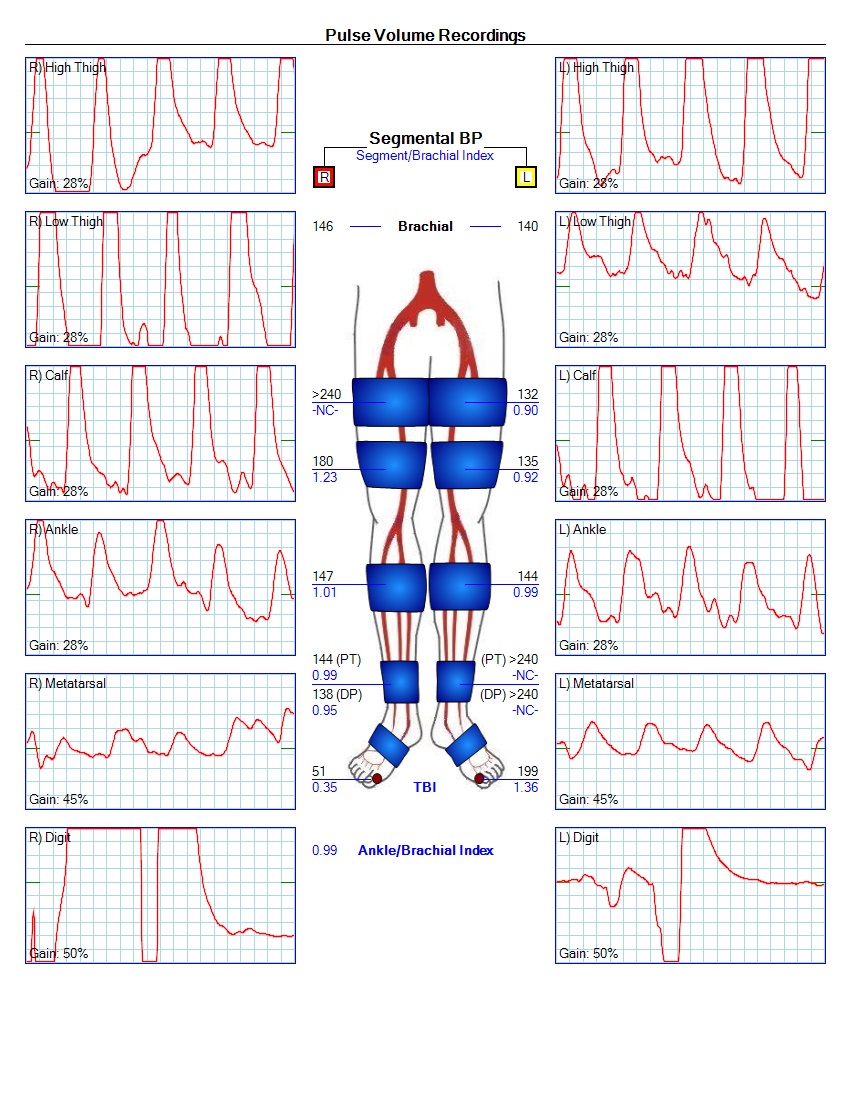 Pulse Volume Recordings
R) High Thigh
Gain: 28%
L) High Thigh
Gain: 28%
Segmental BP
Segment/Brachial Index
R
L
146 Brachial 140
R) Low Thigh
Gain: 28%
L) Low Thigh
Gain: 28%
R) Calf
Gain: 28%
L) Calf
Gain: 28%
>240
-NC-
132
0.90
180
1.23
135
0.92
R) Ankle
Gain: 28%
L) Ankle
Gain: 28%
147
1.01
144
0.99
R) Metatarsal
Gain: 45%
L) Metatarsal
Gain: 45%
144 (PT)
0.99
138 (DP)
0.95
(PT) >240
-NC-
(DP) >240
-NC-
51
0.35
TBI
199
1.36
R) Digit
Gain: 50%
L) Digit
Gain: 50%
0.99 Ankle/Brachial Index